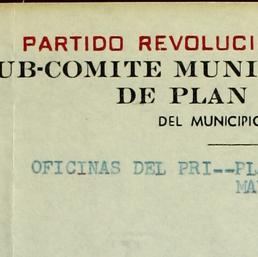 PARTIDO REVOLUCI
UB-COMITE MUNI
DE PLAN
DEL MUNICIPIO
OFICINAS DEL PRI--PL
MA